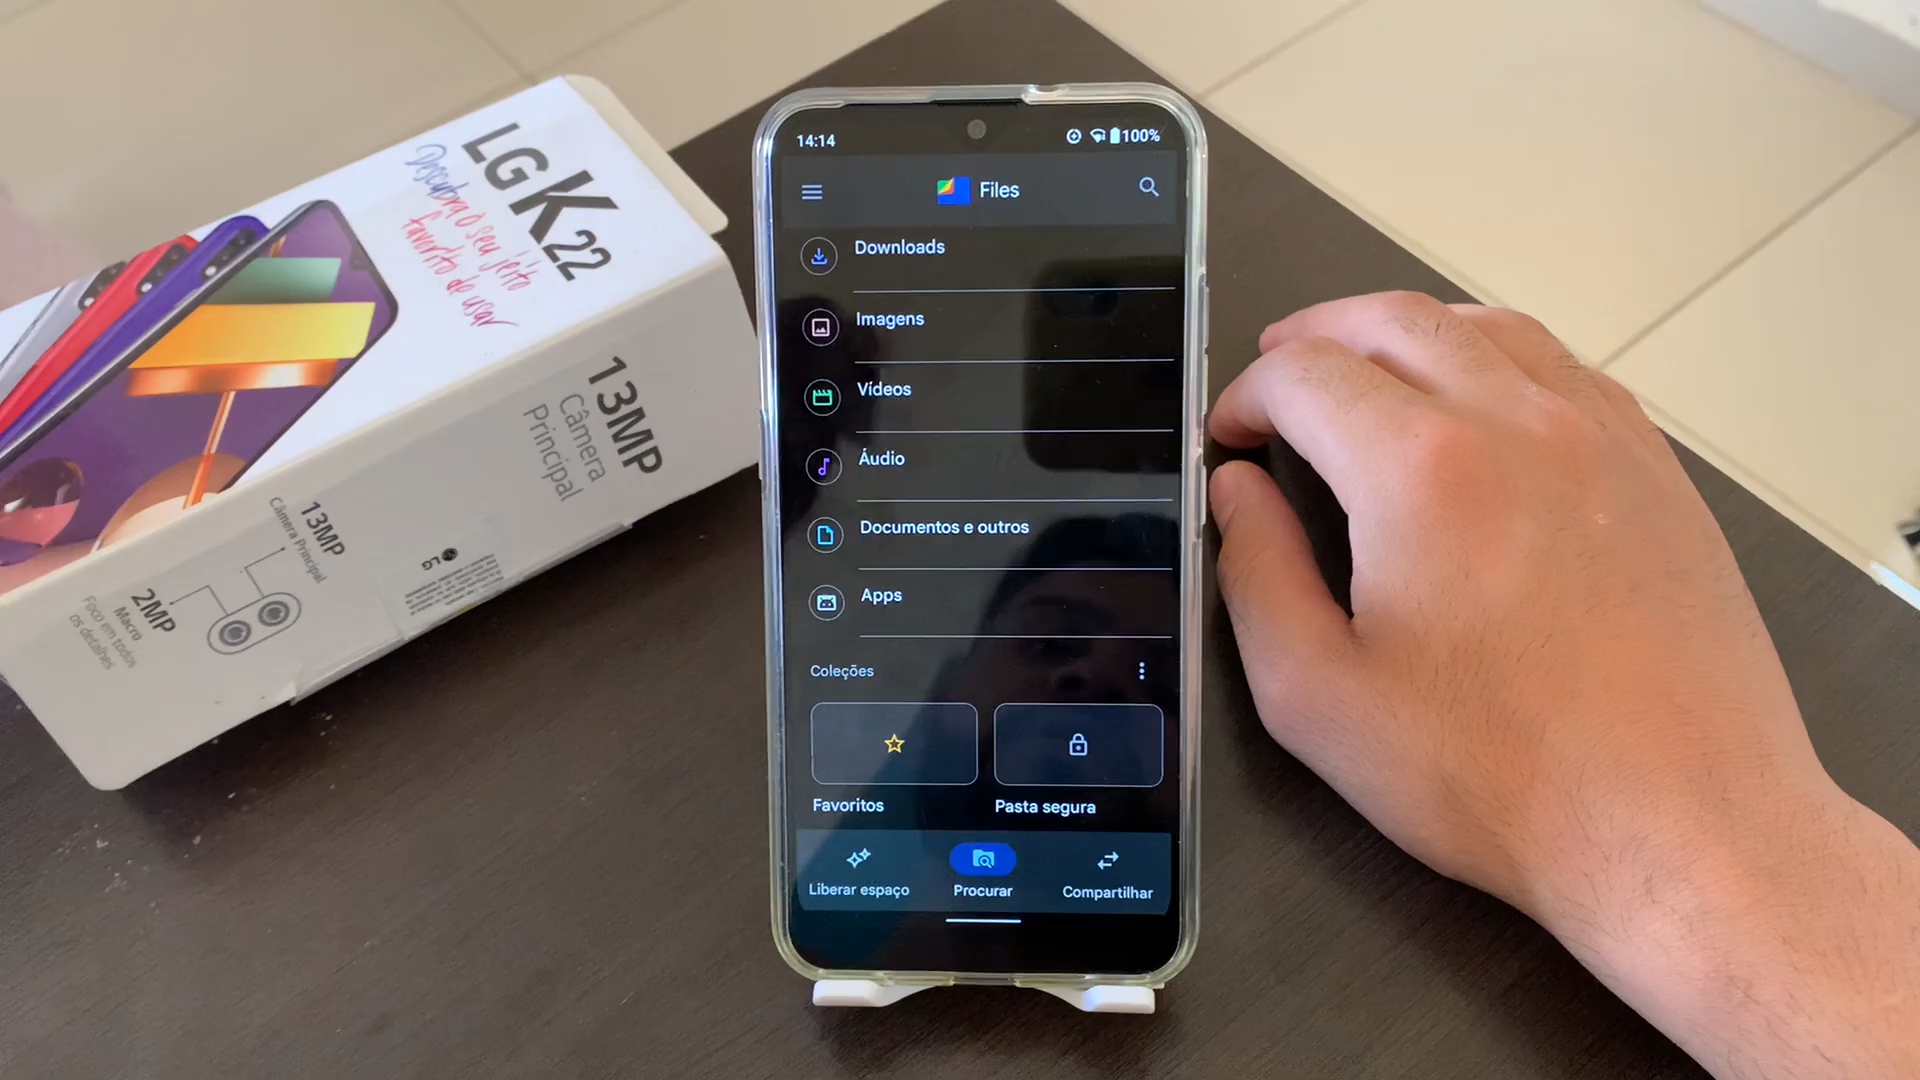 LG K22
Descubra o seu jeito
favorito de usar
13MP
Câmera
Principal
13MP
Câmera Principal
2MP
Macro
Foco em todos
os detalhes
LG
14:14
100%
Files
Downloads
Imagens
Vídeos
Áudio
Documentos e outros
Apps
Coleções
Favoritos
Pasta segura
Liberar espaço
Procurar
Compartilhar